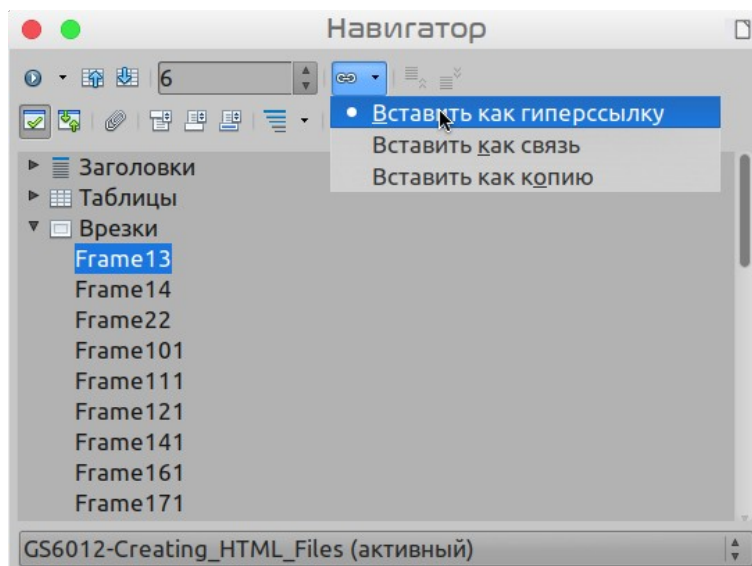 Навигатор
6
Вставить как гиперссылку
Вставить как связь
Вставить как копию
Заголовки
Таблицы
Врезки
Frame13
Frame14
Frame22
Frame101
Frame111
Frame121
Frame141
Frame161
Frame171
GS6012-Creating_HTML_Files (активный)